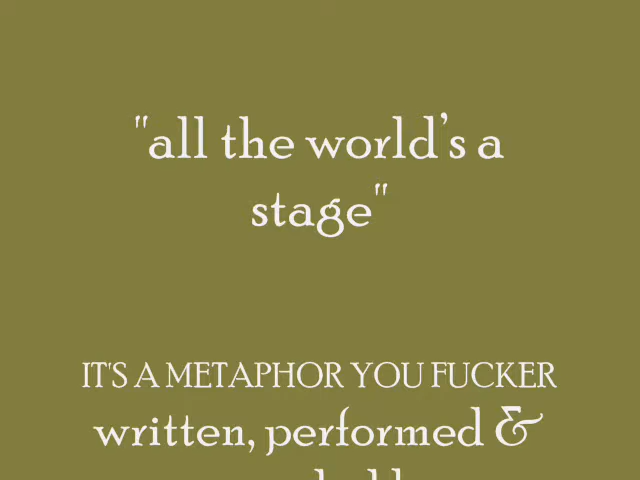 "all the world's a
stage"
IT'S A METAPHOR YOU FUCKER
written, performed &